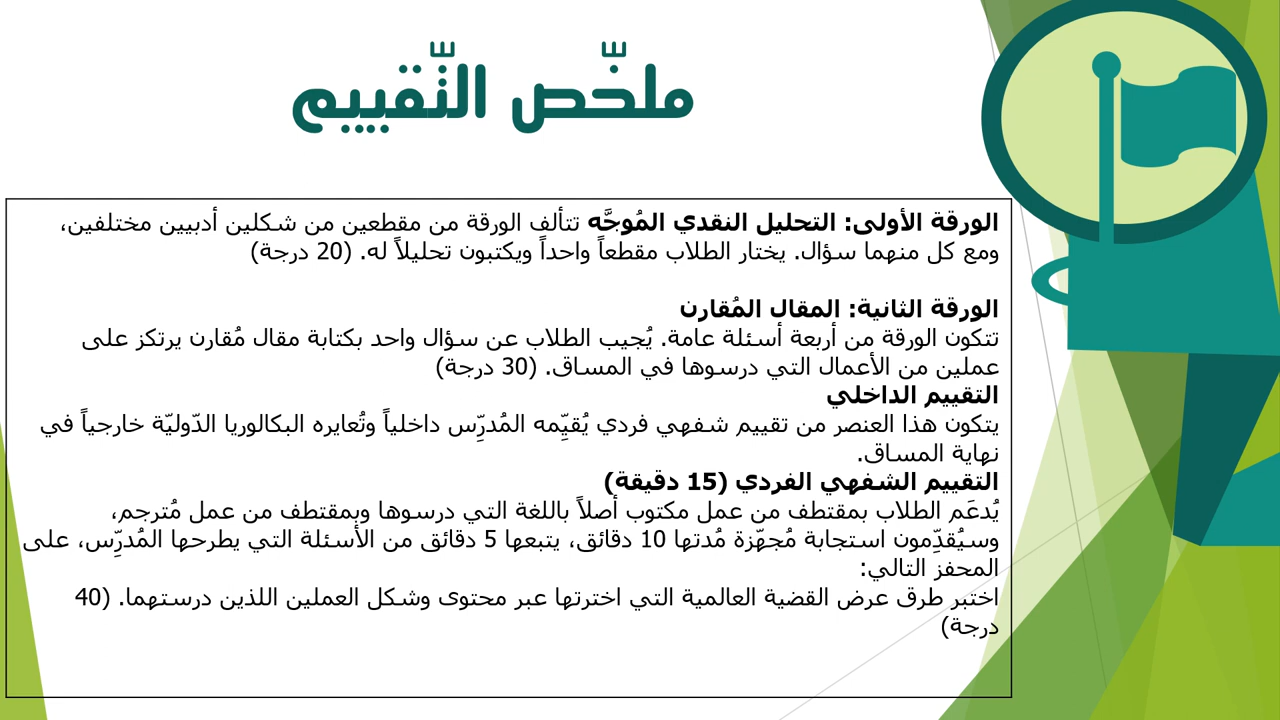 ملخّص التّقييم
الورقة الأولى: التحليل النقدي المُوجَّه تتألف الورقة من مقطعين من شكلين أدبيين مختلفين،
ومع كل منهما سؤال. يختار الطلاب مقطعاً واحداً ويكتبون تحليلاً له. (20 درجة)
الورقة الثانية: المقال المُقارن
تتكون الورقة من أربعة أسئلة عامة. يُجيب الطلاب عن سؤال واحد بكتابة مقال مُقارن يرتكز على
عملين من الأعمال التي درسوها في المساق. (30 درجة)
التقييم الداخلي
يتكون هذا العنصر من تقييم شفهي فردي يُقيِّمه المُدرِّس داخلياً وتُعايره البكالوريا الدّوليّة خارجياً في
نهاية المساق.
التقييم الشفهي الفردي (15 دقيقة)
يُدعَم الطلاب بمقتطف من عمل مكتوب أصلاً باللغة التي درسوها وبمقتطف من عمل مُترجم،
وسيُقدِّمون استجابة مُجهّزة مُدتها 10 دقائق، يتبعها 5 دقائق من الأسئلة التي يطرحها المُدرِّس، على
المحفز التالي:
اختبر طرق عرض القضية العالمية التي اخترتها عبر محتوى وشكل العملين اللذين درستهما. (40
درجة)